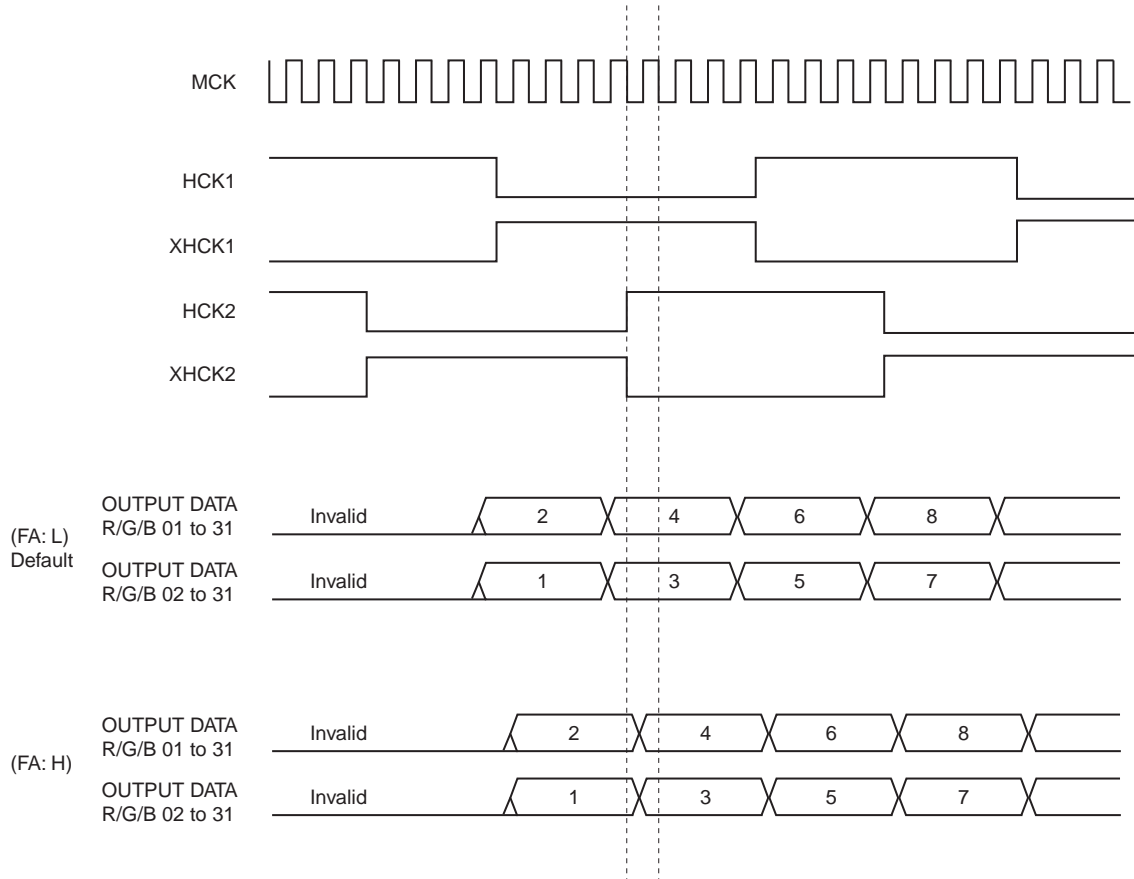 MCK
HCK1
XHCK1
HCK2
XHCK2
(FA: L)
Default
OUTPUT DATA
R/G/B 01 to 31
Invalid
2
4
6
8
OUTPUT DATA
R/G/B 02 to 31
Invalid
1
3
5
7
(FA: H)
OUTPUT DATA
R/G/B 01 to 31
Invalid
2
4
6
8
OUTPUT DATA
R/G/B 02 to 31
Invalid
1
3
5
7